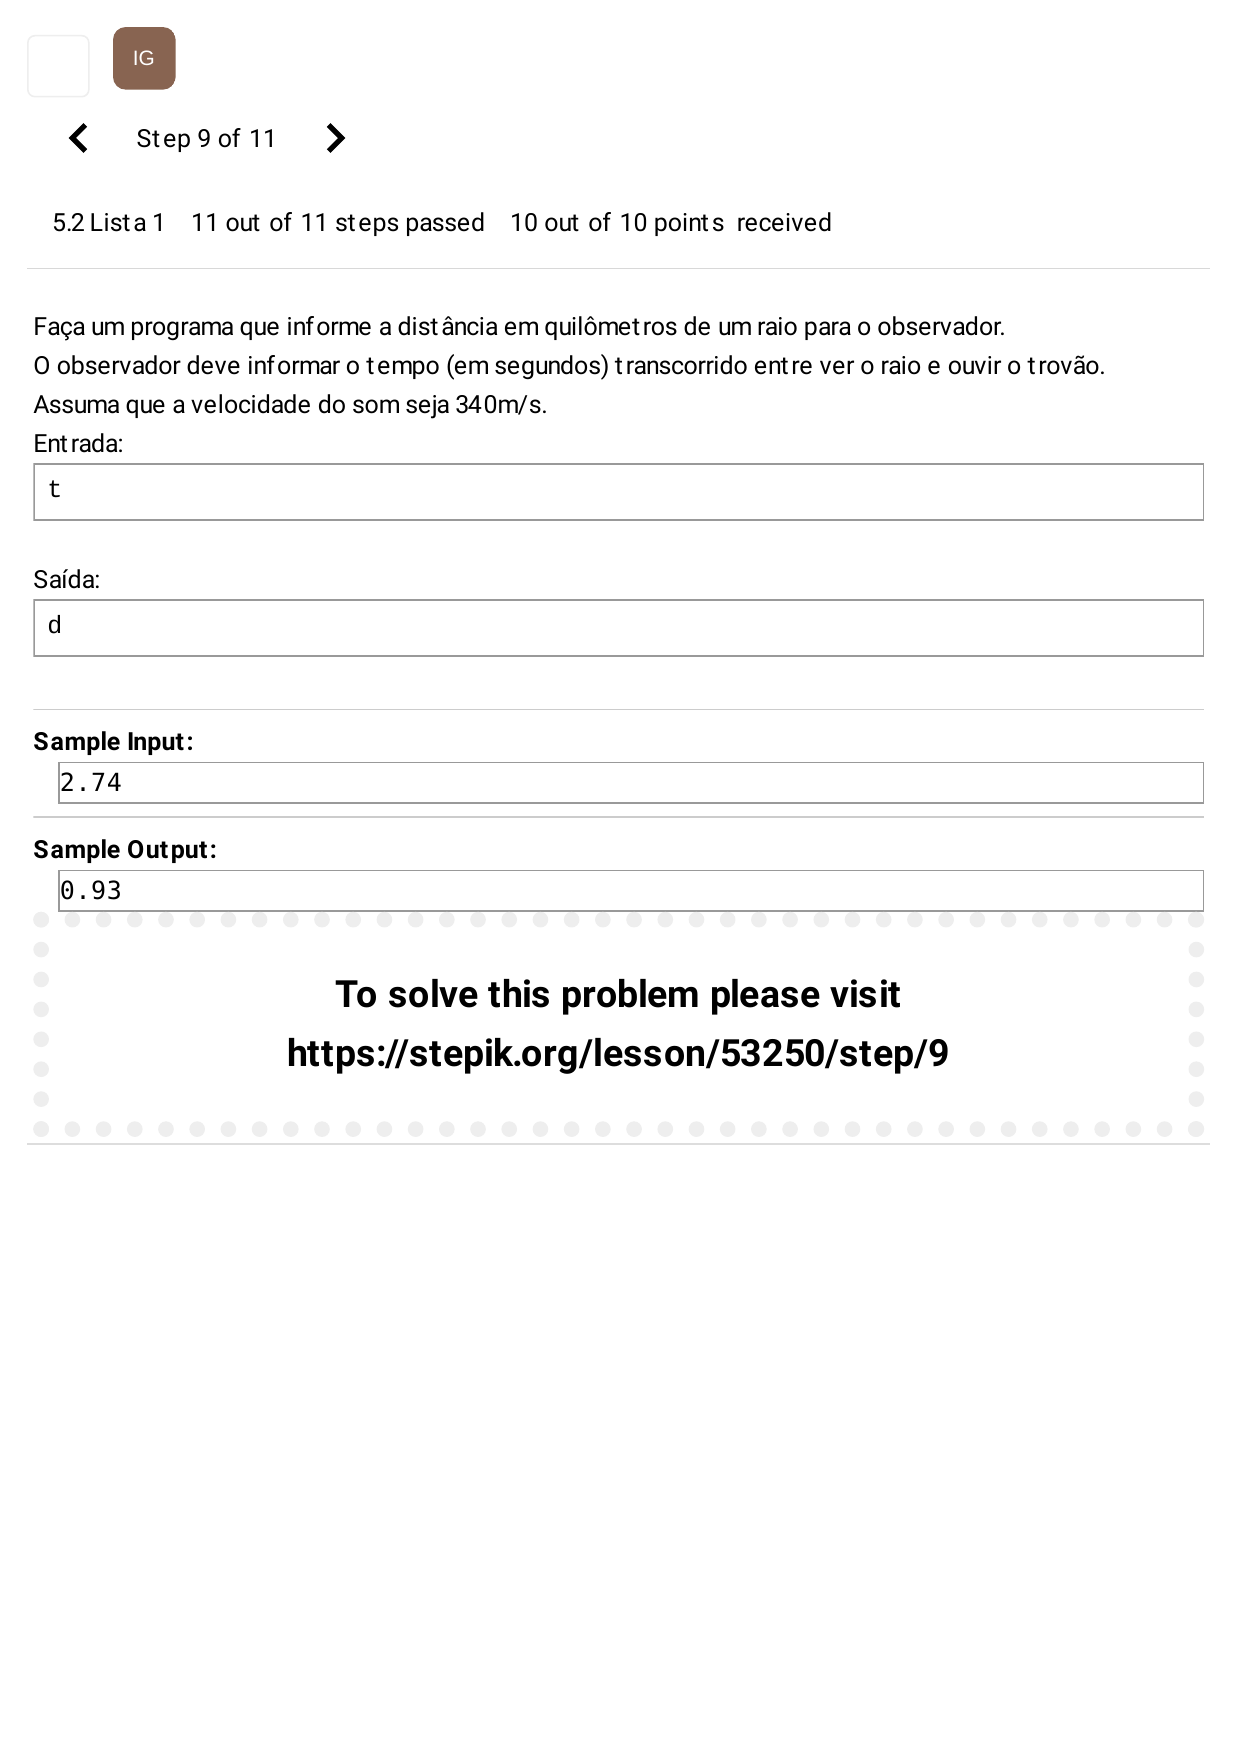 IG
Step 9 of 11
5.2 Lista 1 11 out of 11 steps passed 10 out of 10 points received
Faça um programa que informe a distância em quilômetros de um raio para o observador.
O observador deve informar o tempo (em segundos) transcorrido entre ver o raio e ouvir o trovão.
Assuma que a velocidade do som seja 340m/s.
Entrada:
t
Saída:
d
Sample Input:
2.74
Sample Output:
0.93
To solve this problem please visit
https://stepik.org/lesson/53250/step/9